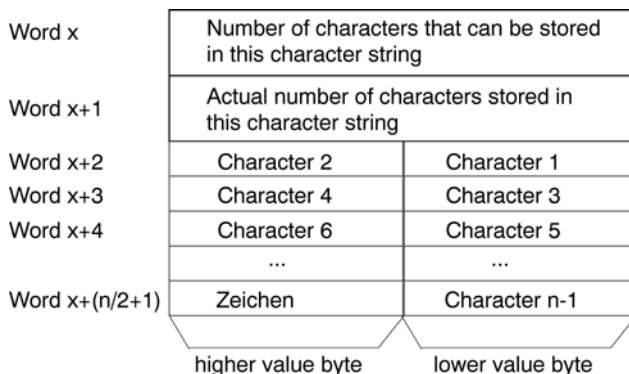 Word x
Number of characters that can be stored
in this character string
Word x+1
Actual number of characters stored in
this character string
Word x+2 Character 2 Character 1
Word x+3 Character 4 Character 3
Word x+4 Character 6 Character 5
... ...
Word x+(n/2+1) Zeichen Character n-1
higher value byte lower value byte